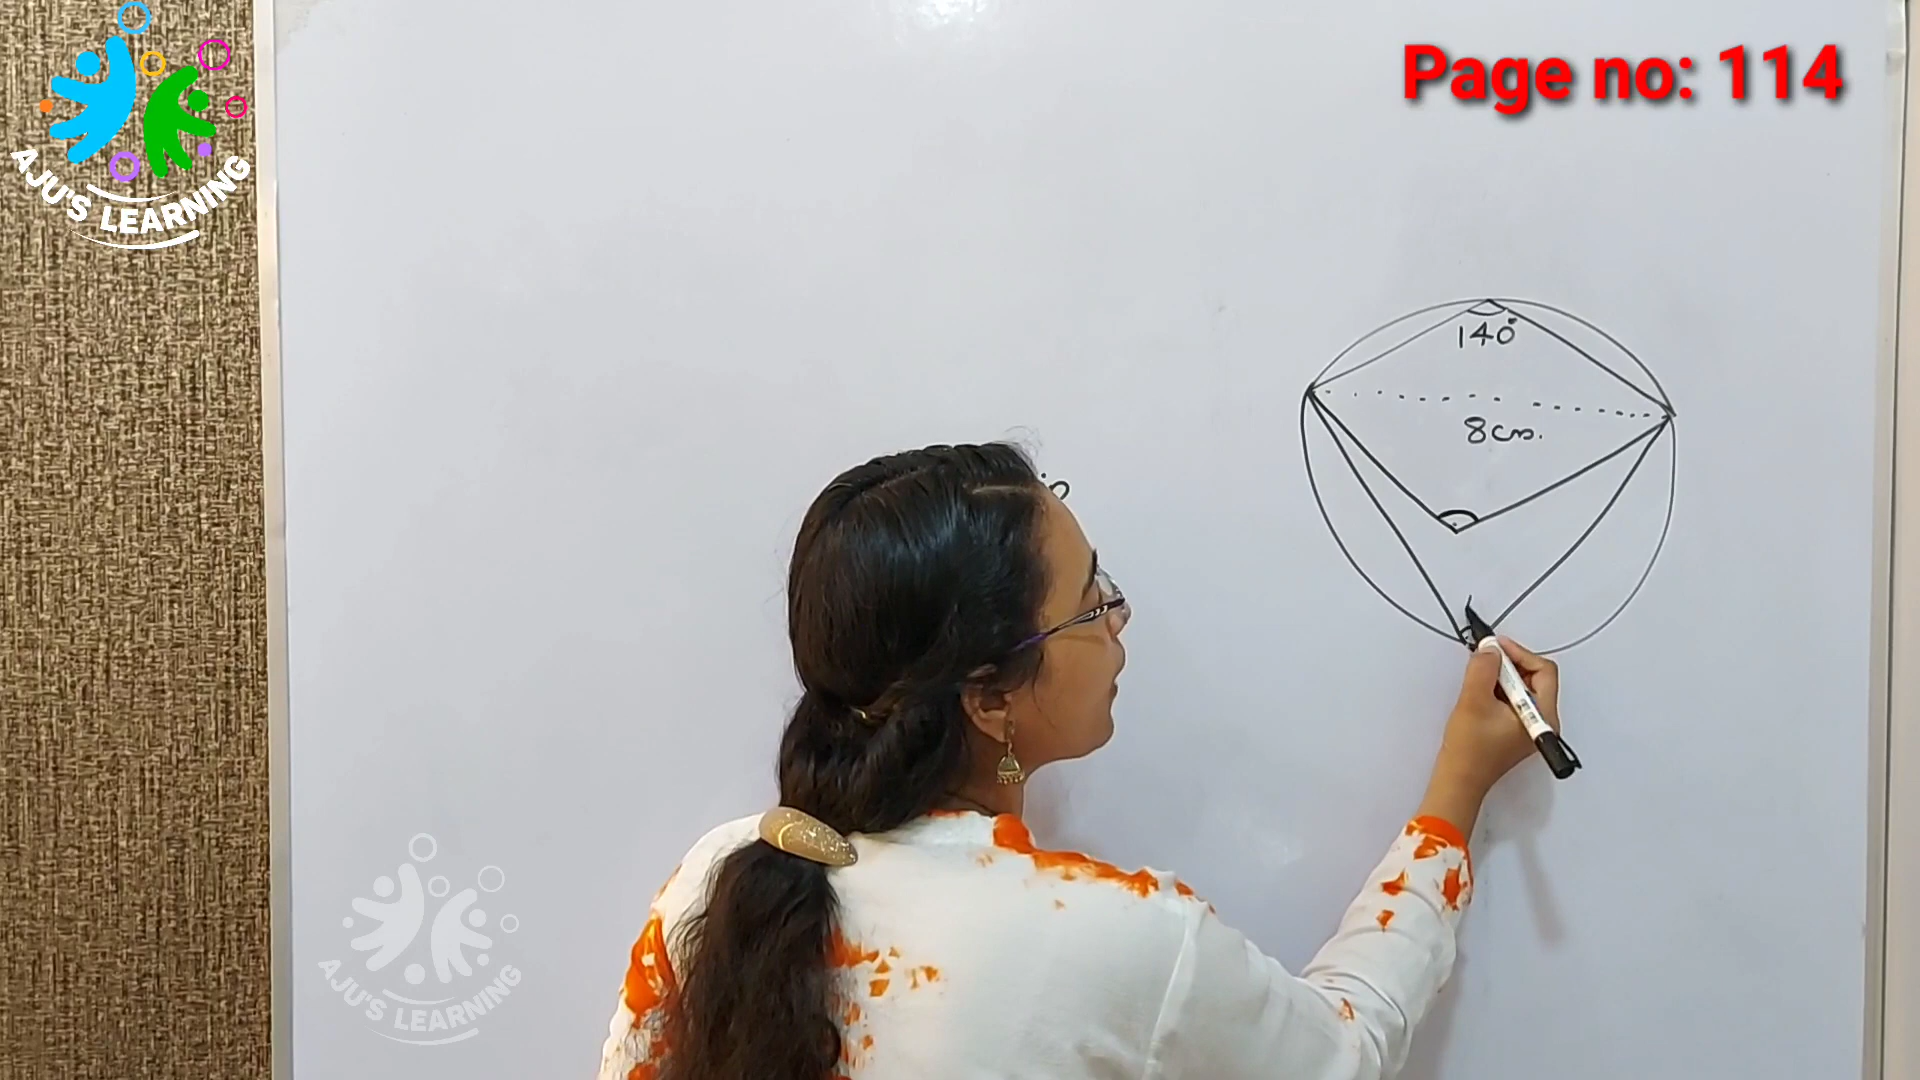 AJU'S LEARNING
Page no: 114
140°
8cm.
AJU'S LEARNING